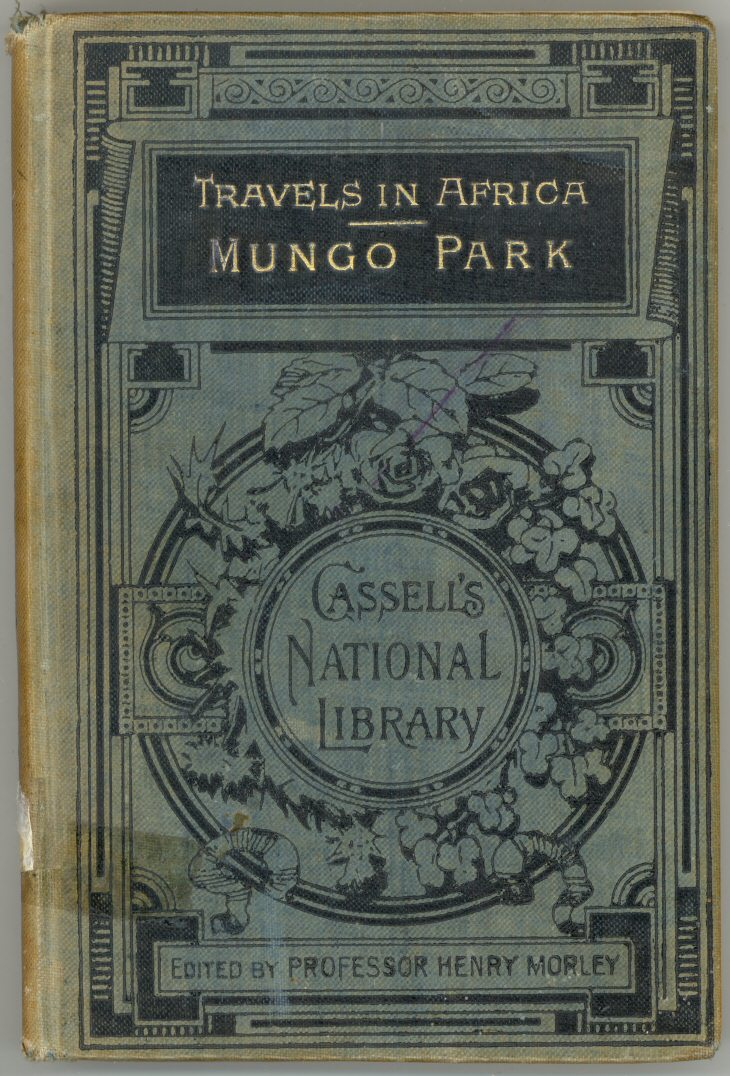 TRAVELS IN AFRICA
MUNGO PARK
CASSELL'S
NATIONAL
LIBRARY
EDITED BY PROFESSOR HENRY MORLEY